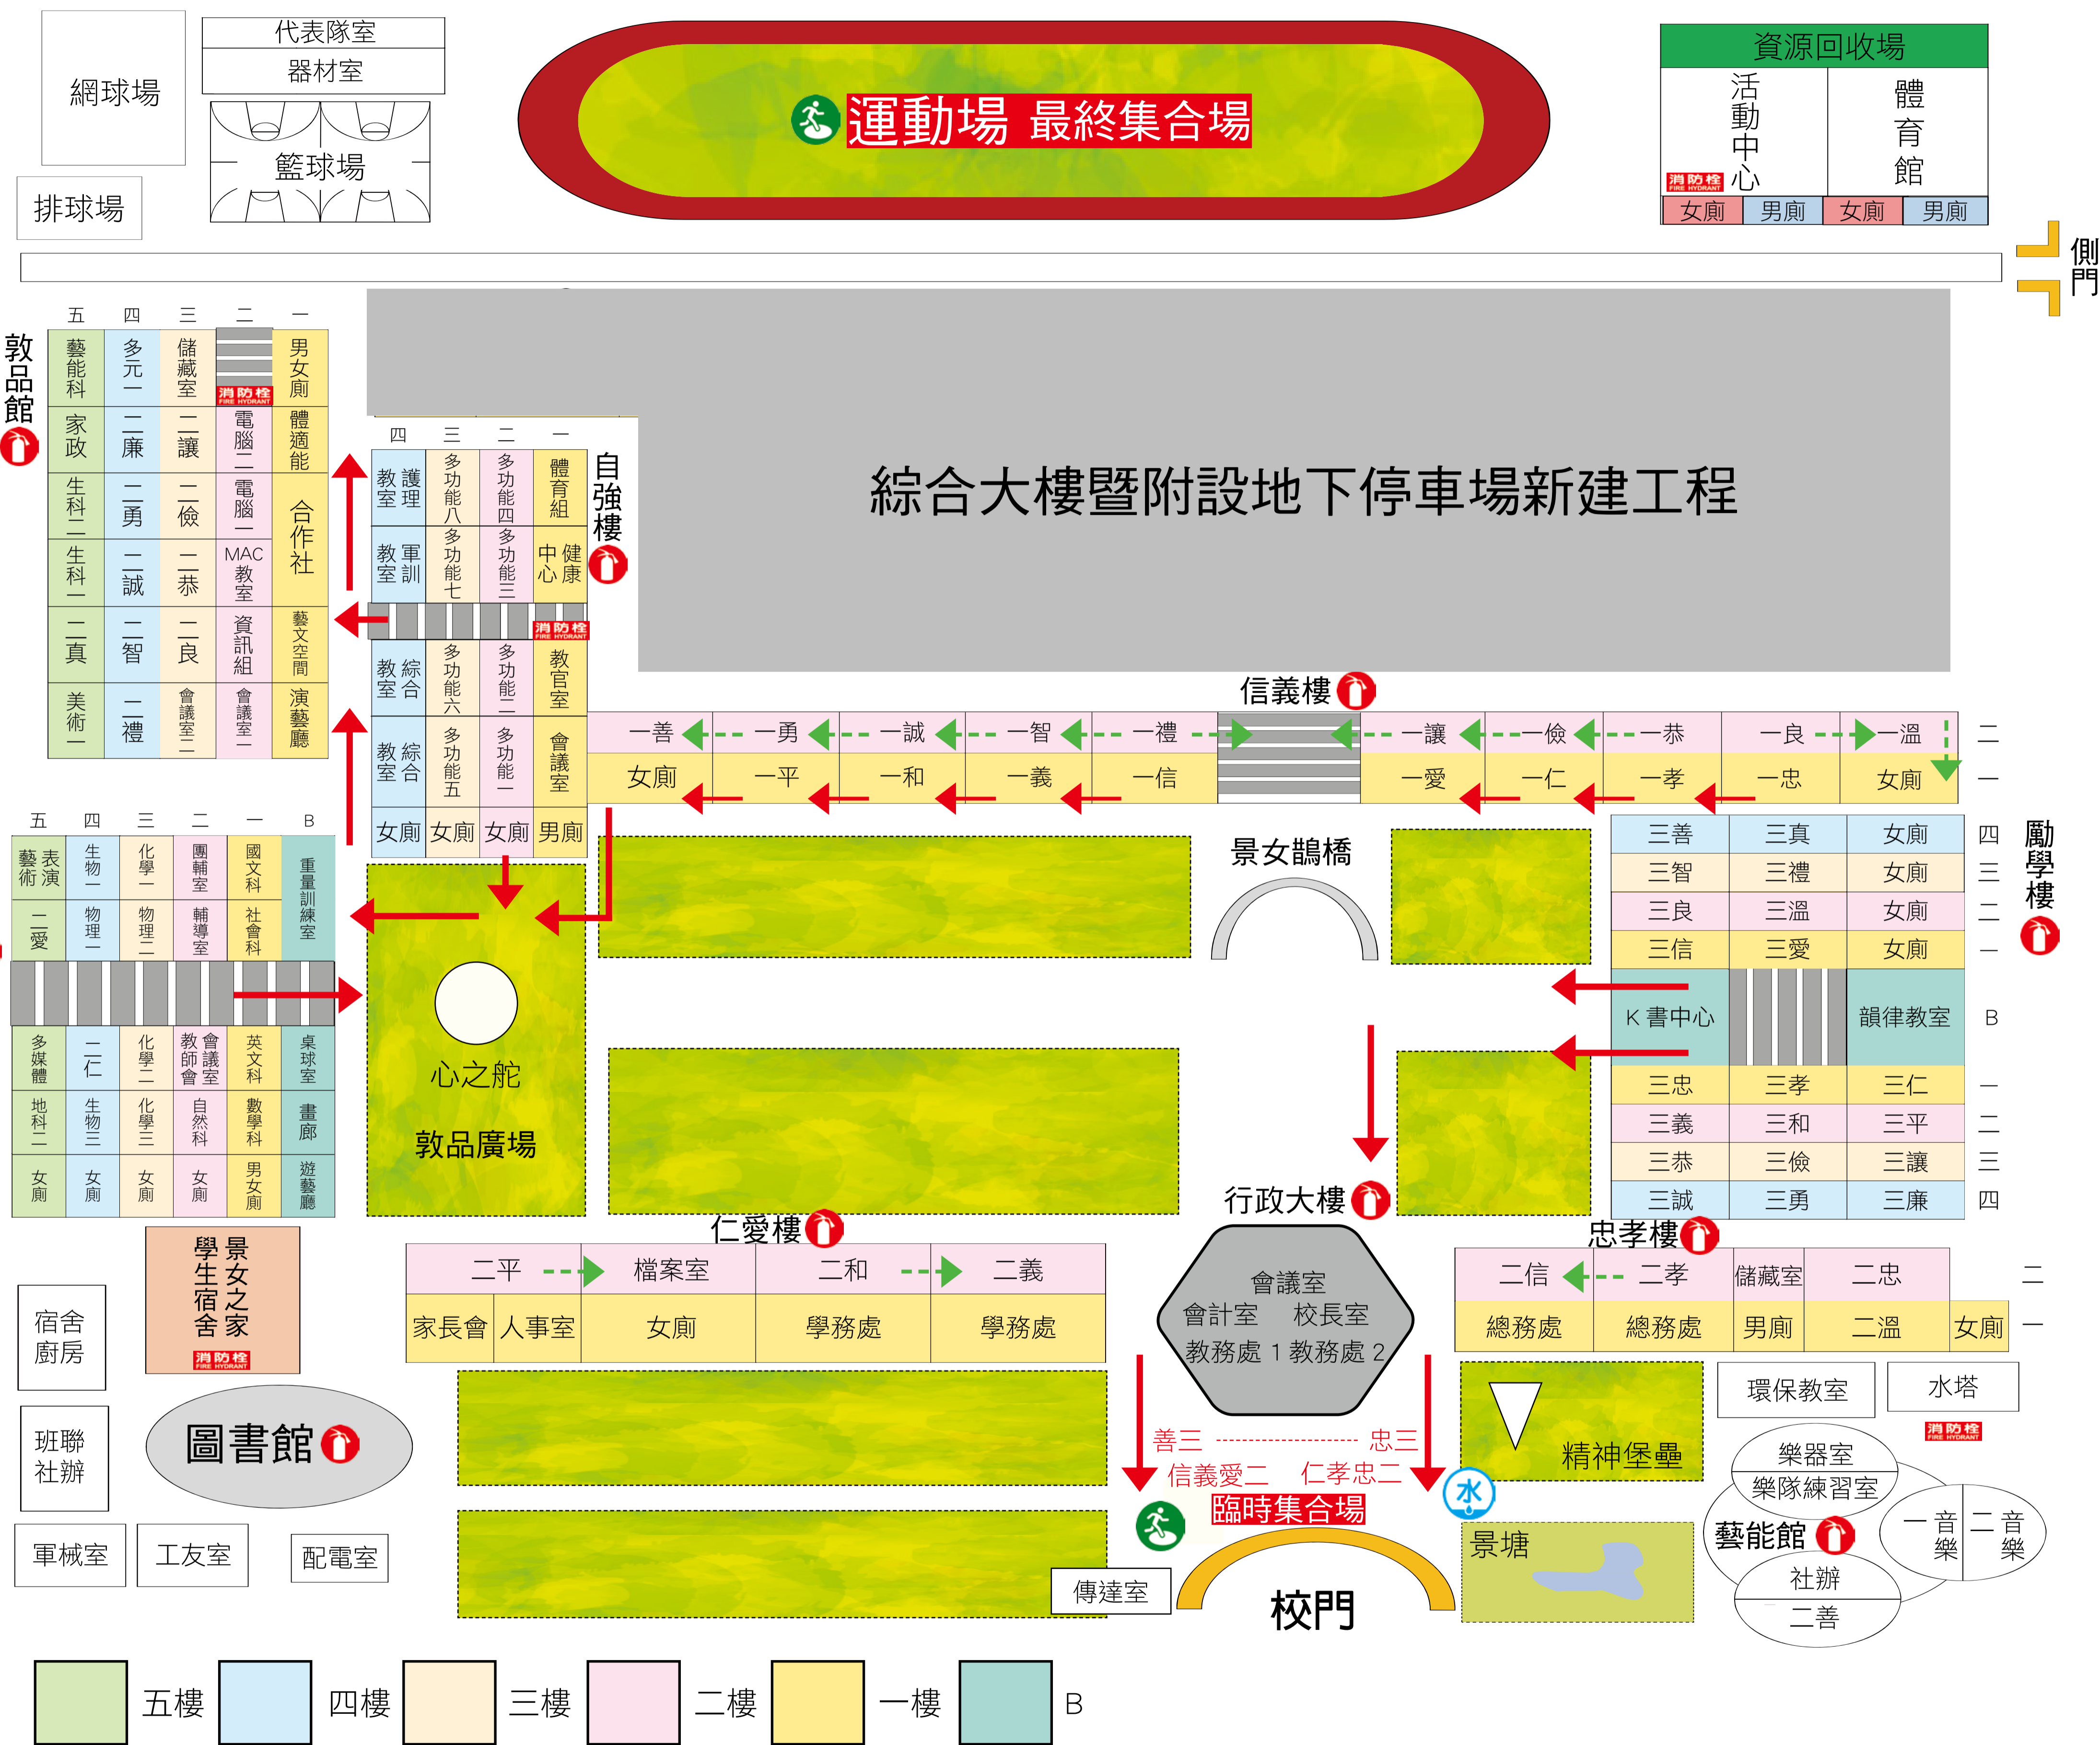 網球場
代表隊室
器材室
籃球場
排球場
運動場 最終集合場
資源回收場
活動中心
體育館
消防栓
FIRE HYDRANT
女廁 男廁 女廁 男廁
側門
敦品館
五 四 三 二 一
藝能科 多元一 儲藏室 男女廁
消防栓
FIRE HYDRANT
家政 二廉 二讓 電腦二 體適能
生科二 二勇 二儉 電腦一 合作社
生科一 二誠 二恭 MAC教室
二真 二智 二良 資訊組 藝文空間
美術一 二禮 會議室二 會議室一 演藝廳
四 三 二 一
自強樓
護理教室 多功能八 多功能四 體育組
軍訓教室 多功能七 多功能三 健康中心
消防栓
FIRE HYDRANT
綜合教室 多功能六 多功能二 教官室
綜合教室 多功能五 多功能一 會議室
女廁 女廁 女廁 男廁
綜合大樓暨附設地下停車場新建工程
信義樓
一善 一勇 一誠 一智 一禮 一讓 一儉 一恭 一良 一溫 二
女廁 一平 一和 一義 一信 一愛 一仁 一孝 一忠 女廁 一
五 四 三 二 一 B
表演藝術 生物一 化學一 團輔室 國文科 重量訓練室
二愛 物理一 物理二 輔導室 社會科
多媒體 二仁 化學二 會議室教師會 英文科 桌球室
地科二 生物三 化學三 自然科 數學科 畫廊
女廁 女廁 女廁 女廁 男女廁 遊藝廳
心之舵
敦品廣場
景女鵲橋
勵學樓
三善 三真 女廁 四
三智 三禮 女廁 三
三良 三溫 女廁 二
三信 三愛 女廁 一
K書中心 韻律教室 B
三忠 三孝 三仁 一
三義 三和 三平 二
三恭 三儉 三讓 三
三誠 三勇 三廉 四
仁愛樓
二平 檔案室 二和 二義
家長會 人事室 女廁 學務處 學務處
行政大樓
會議室
會計室 校長室
教務處1 教務處2
忠孝樓
二信 二孝 儲藏室 二忠 二
總務處 總務處 男廁 二溫 女廁 一
景女之家
學生宿舍
消防栓
FIRE HYDRANT
宿舍廚房
班聯社辦
圖書館
軍械室
工友室
配電室
善三 忠三
信義愛二 仁孝忠二
臨時集合場
水
傳達室
校門
精神堡壘
景塘
環保教室
水塔
消防栓
FIRE HYDRANT
樂器室
樂隊練習室
藝能館
音樂一
音樂二
社辦
二善
五樓 四樓 三樓 二樓 一樓 B